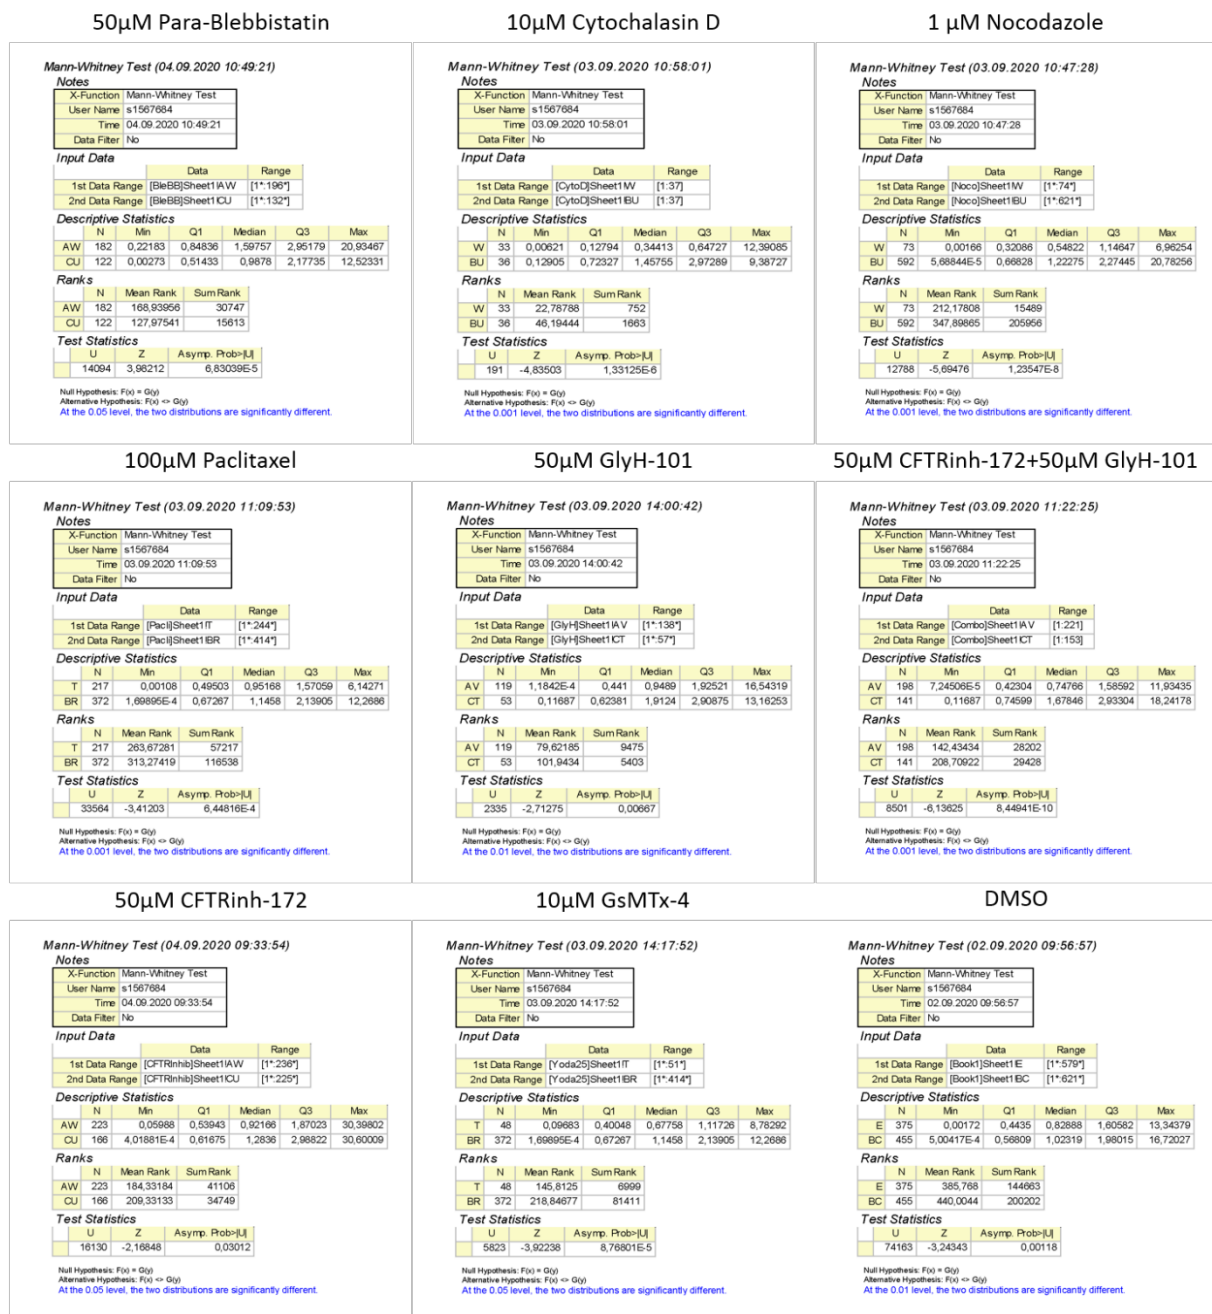 50µM Para-Blebbistatin
Mann-Whitney Test (04.09.2020 10:49:21)
Notes
X-Function Mann-Whitney Test
User Name s1567684
Time 04.09.2020 10:49:21
Data Filter No
Input Data
Data Range
1st Data Range [BleBB]Sheet1!AW [1*:196*]
2nd Data Range [BleBB]Sheet1!CU [1*:132*]
Descriptive Statistics
N Min Q1 Median Q3 Max
AW 182 0,22183 0,84836 1,59757 2,95179 20,93467
CU 122 0,00273 0,51433 0,9878 2,17735 12,52331
Ranks
N Mean Rank Sum Rank
AW 182 168,93956 30747
CU 122 127,97541 15613
Test Statistics
U Z Asymp. Prob>|U|
14094 3,98212 6,83039E-5
Null Hypothesis: F(x) = G(y)
Alternative Hypothesis: F(x) <> G(y)
At the 0.05 level, the two distributions are significantly different.
10µM Cytochalasin D
Mann-Whitney Test (03.09.2020 10:58:01)
Notes
X-Function Mann-Whitney Test
User Name s1567684
Time 03.09.2020 10:58:01
Data Filter No
Input Data
Data Range
1st Data Range [CytoD]Sheet1!W [1:37]
2nd Data Range [CytoD]Sheet1!BU [1:37]
Descriptive Statistics
N Min Q1 Median Q3 Max
W 33 0,00621 0,12794 0,34413 0,64727 12,39085
BU 36 0,12905 0,72327 1,45755 2,97289 9,38727
Ranks
N Mean Rank Sum Rank
W 33 22,78788 752
BU 36 46,19444 1663
Test Statistics
U Z Asymp. Prob>|U|
191 -4,83503 1,33125E-6
Null Hypothesis: F(x) = G(y)
Alternative Hypothesis: F(x) <> G(y)
At the 0.001 level, the two distributions are significantly different.
1 µM Nocodazole
Mann-Whitney Test (03.09.2020 10:47:28)
Notes
X-Function Mann-Whitney Test
User Name s1567684
Time 03.09.2020 10:47:28
Data Filter No
Input Data
Data Range
1st Data Range [Noco]Sheet1!W [1*:74*]
2nd Data Range [Noco]Sheet1!BU [1*:621*]
Descriptive Statistics
N Min Q1 Median Q3 Max
W 73 0,00166 0,32086 0,54822 1,14647 6,96254
BU 592 5,68844E-5 0,66828 1,22275 2,27445 20,78256
Ranks
N Mean Rank Sum Rank
W 73 212,17808 15489
BU 592 347,89865 205956
Test Statistics
U Z Asymp. Prob>|U|
12788 -5,69476 1,23547E-8
Null Hypothesis: F(x) = G(y)
Alternative Hypothesis: F(x) <> G(y)
At the 0.001 level, the two distributions are significantly different.
100µM Paclitaxel
Mann-Whitney Test (03.09.2020 11:09:53)
Notes
X-Function Mann-Whitney Test
User Name s1567684
Time 03.09.2020 11:09:53
Data Filter No
Input Data
Data Range
1st Data Range [Pacli]Sheet1!T [1*:244*]
2nd Data Range [Pacli]Sheet1!BR [1*:414*]
Descriptive Statistics
N Min Q1 Median Q3 Max
T 217 0,00108 0,49503 0,95168 1,57059 6,14271
BR 372 1,69895E-4 0,67267 1,1458 2,13905 12,2686
Ranks
N Mean Rank Sum Rank
T 217 263,67281 57217
BR 372 313,27419 116538
Test Statistics
U Z Asymp. Prob>|U|
33564 -3,41203 6,44816E-4
Null Hypothesis: F(x) = G(y)
Alternative Hypothesis: F(x) <> G(y)
At the 0.001 level, the two distributions are significantly different.
50µM GlyH-101
Mann-Whitney Test (03.09.2020 14:00:42)
Notes
X-Function Mann-Whitney Test
User Name s1567684
Time 03.09.2020 14:00:42
Data Filter No
Input Data
Data Range
1st Data Range [GlyH]Sheet1!AV [1*:138*]
2nd Data Range [GlyH]Sheet1!CT [1*:57*]
Descriptive Statistics
N Min Q1 Median Q3 Max
AV 119 1,1842E-4 0,441 0,9489 1,92521 16,54319
CT 53 0,11687 0,62381 1,9124 2,90875 13,16253
Ranks
N Mean Rank Sum Rank
AV 119 79,62185 9475
CT 53 101,9434 5403
Test Statistics
U Z Asymp. Prob>|U|
2335 -2,71275 0,00667
Null Hypothesis: F(x) = G(y)
Alternative Hypothesis: F(x) <> G(y)
At the 0.01 level, the two distributions are significantly different.
50µM CFTRinh-172+50µM GlyH-101
Mann-Whitney Test (03.09.2020 11:22:25)
Notes
X-Function Mann-Whitney Test
User Name s1567684
Time 03.09.2020 11:22:25
Data Filter No
Input Data
Data Range
1st Data Range [Combo]Sheet1!AV [1:221]
2nd Data Range [Combo]Sheet1!CT [1:153]
Descriptive Statistics
N Min Q1 Median Q3 Max
AV 198 7,24506E-5 0,42304 0,74766 1,58592 11,93435
CT 141 0,11687 0,74599 1,67846 2,93304 18,24178
Ranks
N Mean Rank Sum Rank
AV 198 142,43434 28202
CT 141 208,70922 29428
Test Statistics
U Z Asymp. Prob>|U|
8501 -6,13625 8,44941E-10
Null Hypothesis: F(x) = G(y)
Alternative Hypothesis: F(x) <> G(y)
At the 0.001 level, the two distributions are significantly different.
50µM CFTRinh-172
Mann-Whitney Test (04.09.2020 09:33:54)
Notes
X-Function Mann-Whitney Test
User Name s1567684
Time 04.09.2020 09:33:54
Data Filter No
Input Data
Data Range
1st Data Range [CFTRInhib]Sheet1!AW [1*:236*]
2nd Data Range [CFTRInhib]Sheet1!CU [1*:225*]
Descriptive Statistics
N Min Q1 Median Q3 Max
AW 223 0,05988 0,53943 0,92166 1,87023 30,39802
CU 166 4,01881E-4 0,61675 1,2836 2,98822 30,60009
Ranks
N Mean Rank Sum Rank
AW 223 184,33184 41106
CU 166 209,33133 34749
Test Statistics
U Z Asymp. Prob>|U|
16130 -2,16848 0,03012
Null Hypothesis: F(x) = G(y)
Alternative Hypothesis: F(x) <> G(y)
At the 0.05 level, the two distributions are significantly different.
10µM GsMTx-4
Mann-Whitney Test (03.09.2020 14:17:52)
Notes
X-Function Mann-Whitney Test
User Name s1567684
Time 03.09.2020 14:17:52
Data Filter No
Input Data
Data Range
1st Data Range [Yoda25]Sheet1!T [1*:51*]
2nd Data Range [Yoda25]Sheet1!BR [1*:414*]
Descriptive Statistics
N Min Q1 Median Q3 Max
T 48 0,09683 0,40048 0,67758 1,11726 8,78292
BR 372 1,69895E-4 0,67267 1,1458 2,13905 12,2686
Ranks
N Mean Rank Sum Rank
T 48 145,8125 6999
BR 372 218,84677 81411
Test Statistics
U Z Asymp. Prob>|U|
5823 -3,92238 8,76801E-5
Null Hypothesis: F(x) = G(y)
Alternative Hypothesis: F(x) <> G(y)
At the 0.05 level, the two distributions are significantly different.
DMSO
Mann-Whitney Test (02.09.2020 09:56:57)
Notes
X-Function Mann-Whitney Test
User Name s1567684
Time 02.09.2020 09:56:57
Data Filter No
Input Data
Data Range
1st Data Range [Book1]Sheet1!E [1*:579*]
2nd Data Range [Book1]Sheet1!BC [1*:621*]
Descriptive Statistics
N Min Q1 Median Q3 Max
E 375 0,00172 0,4435 0,82888 1,60582 13,34379
BC 455 5,00417E-4 0,56809 1,02319 1,98015 16,72027
Ranks
N Mean Rank Sum Rank
E 375 385,768 144663
BC 455 440,0044 200202
Test Statistics
U Z Asymp. Prob>|U|
74163 -3,24343 0,00118
Null Hypothesis: F(x) = G(y)
Alternative Hypothesis: F(x) <> G(y)
At the 0.01 level, the two distributions are significantly different.